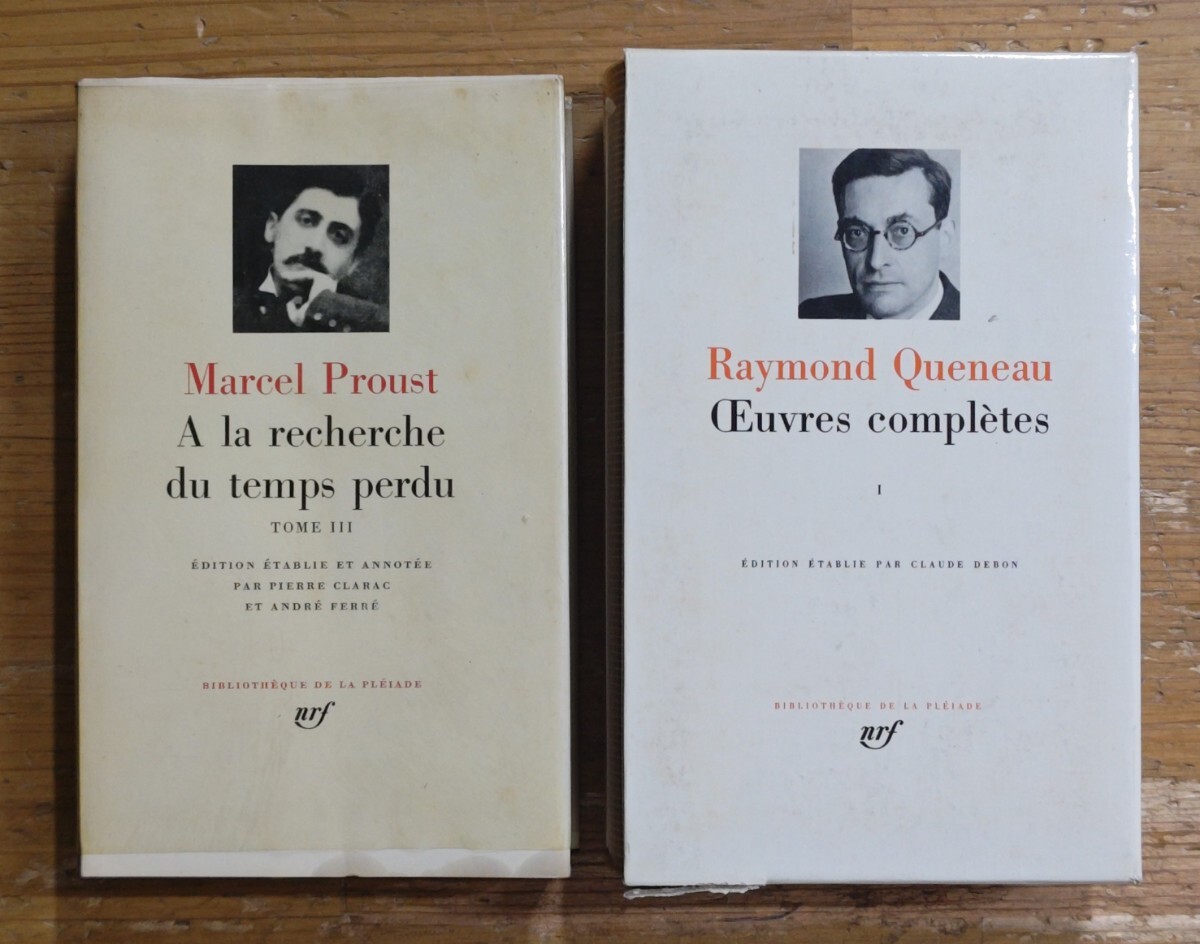 Marcel Proust
A la recherche
du temps perdu
TOME III
ÉDITION ÉTABLIE ET ANNOTÉE
PAR PIERRE CLARAC
ET ANDRÉ FERRÉ
BIBLIOTHÈQUE DE LA PLÉIADE
nrf
Raymond Queneau
Œuvres complètes
I
ÉDITION ÉTABLIE PAR CLAUDE DEBON
BIBLIOTHÈQUE DE LA PLÉIADE
nrf